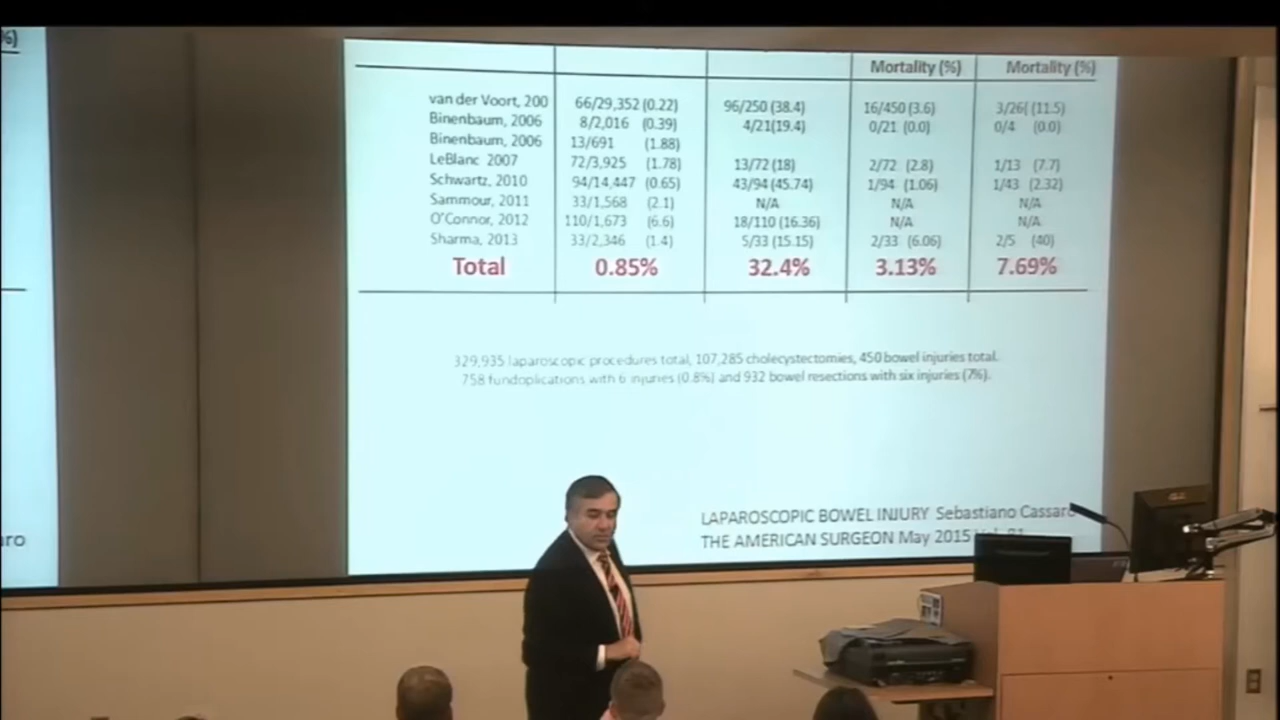 %)
Mortality (%) Mortality (%)
van der Voort, 200 66/29,352 (0.22) 96/250 (38.4) 16/450 (3.6) 3/26( (11.5)
Binenbaum, 2006 8/2,016 (0.39) 4/21(19.4) 0/21 (0.0) 0/4 (0.0)
Binenbaum, 2006 13/691 (1.88)
LeBlanc 2007 72/3,925 (1.78) 13/72 (18) 2/72 (2.8) 1/13 (7.7)
Schwartz, 2010 94/14,447 (0.65) 43/94 (45.74) 1/94 (1.06) 1/43 (2.32)
Sammour, 2011 33/1,568 (2.1) N/A N/A N/A
O'Connor, 2012 110/1,673 (6.6) 18/110 (16.36) N/A N/A
Sharma, 2013 33/2,346 (1.4) 5/33 (15.15) 2/33 (6.06) 2/5 (40)
Total 0.85% 32.4% 3.13% 7.69%
329,935 laparoscopic procedures total, 107,285 cholecystectomies, 450 bowel injuries total.
758 fundoplications with 6 injuries (0.8%) and 932 bowel resections with six injuries (7%).
LAPAROSCOPIC BOWEL INJURY Sebastiano Cassaro
THE AMERICAN SURGEON May 2015
aro